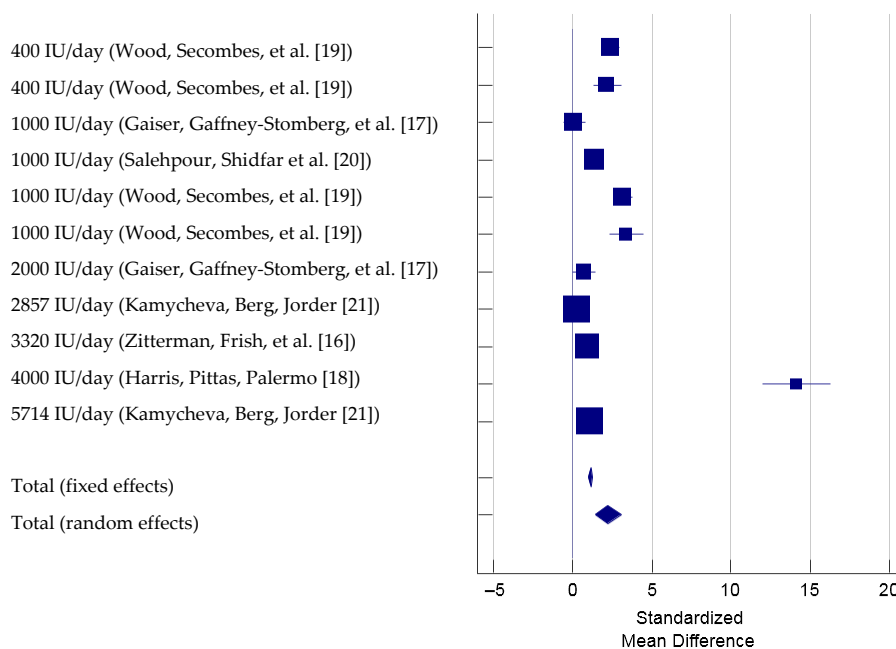 400 IU/day (Wood, Secombes, et al. [19])
400 IU/day (Wood, Secombes, et al. [19])
1000 IU/day (Gaiser, Gaffney-Stomberg, et al. [17])
1000 IU/day (Salehpour, Shidfar et al. [20])
1000 IU/day (Wood, Secombes, et al. [19])
1000 IU/day (Wood, Secombes, et al. [19])
2000 IU/day (Gaiser, Gaffney-Stomberg, et al. [17])
2857 IU/day (Kamycheva, Berg, Jorder [21])
3320 IU/day (Zitterman, Frish, et al. [16])
4000 IU/day (Harris, Pittas, Palermo [18])
5714 IU/day (Kamycheva, Berg, Jorder [21])
Total (fixed effects)
Total (random effects)
–5 0 5 10 15 20
Standardized
Mean Difference